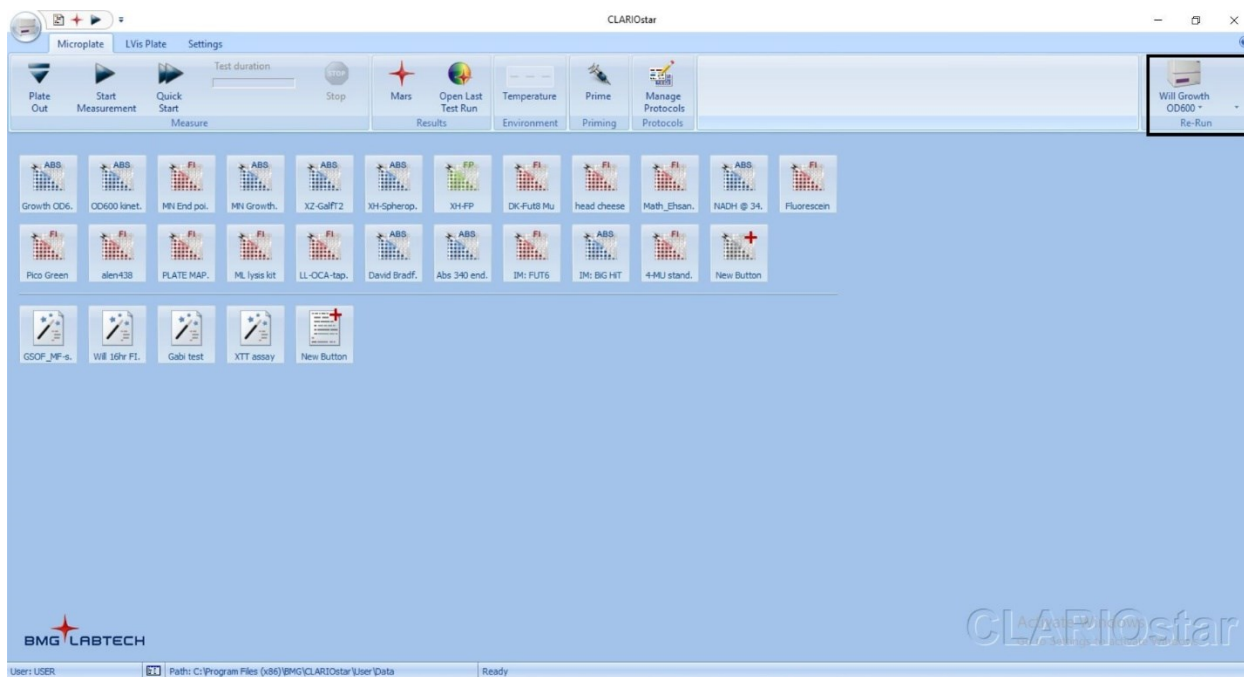 CLARIOstar
Microplate LVis Plate Settings
Plate Out
Start Measurement
Quick Start
Test duration
STOP
Stop
Measure
Mars
Open Last Test Run
Results
Temperature
Environment
Prime
Priming
Manage Protocols
Protocols
Will Growth OD600
Re-Run
ABS ABS FI ABS ABS ABS FP FI FI FI ABS FI
Growth OD6. OD600 kinet. MN End poi. MN Growth. XZ-GalfT2 XH-Spherop. XH-FP DK-Fut8 Mu head cheese Math_Ehsan. NADH @ 34. Fluorescein
FI FI FI FI FI ABS ABS FI ABS FI
Pico Green alen438 PLATE MAP. ML lysis kit LL-OCA-tap. David Bradf. Abs 340 end. IM: FUT6 IM: BIG HIT 4-MU stand. New Button
GSOF_MF-s. Will 16hr FI. Gabi test XTT assay New Button
BMG LABTECH
CLARIOstar
Activate Windows
User: USER Path: C:\Program Files (x86)\BMG\CLARIOstar\User\Data Ready